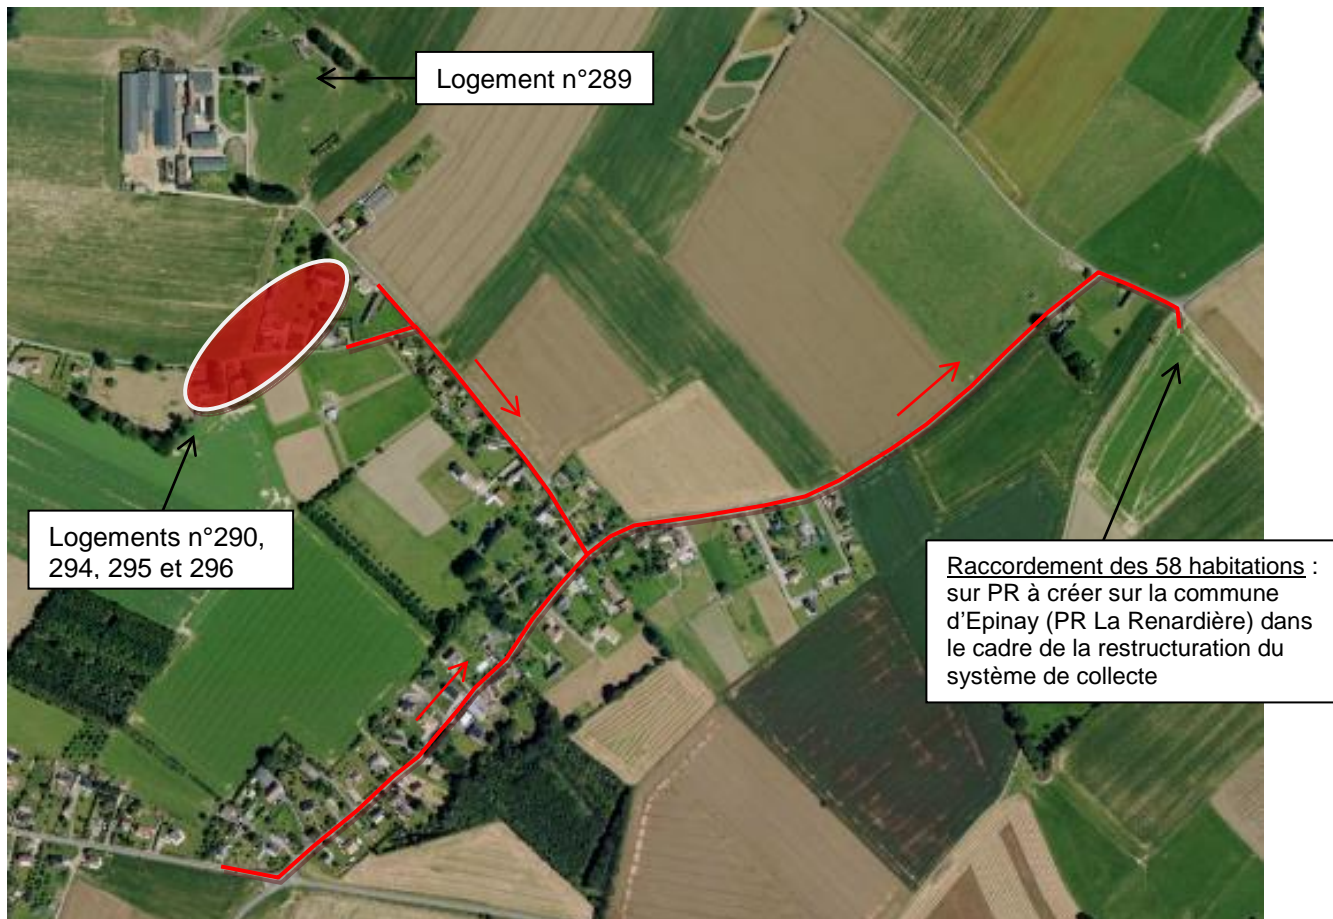 Logement n°289
Logements n°290,
294, 295 et 296
Raccordement des 58 habitations :
sur PR à créer sur la commune
d'Epinay (PR La Renardière) dans
le cadre de la restructuration du
système de collecte